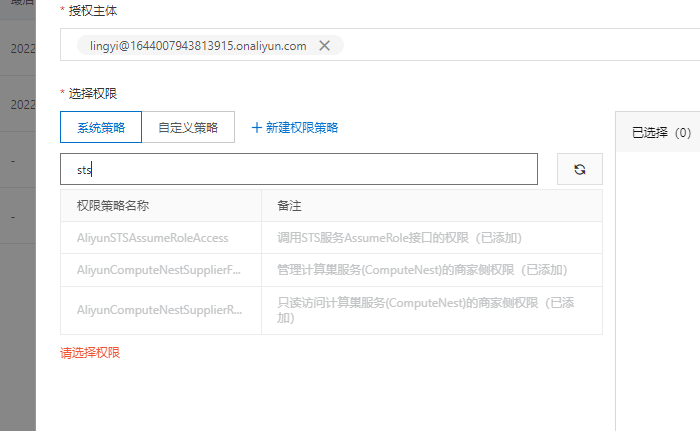 * 授权主体
lingyi@1644007943813915.onaliyun.com ×
2022
2022
-
-
* 选择权限
系统策略 自定义策略 + 新建权限策略
已选择（0）
sts
权限策略名称 备注
AliyunSTSAssumeRoleAccess 调用STS服务AssumeRole接口的权限（已添加）
AliyunComputeNestSupplierF... 管理计算巢服务(ComputeNest)的商家侧权限（已添加）
AliyunComputeNestSupplierR... 只读访问计算巢服务(ComputeNest)的商家侧权限（已添
加）
请选择权限